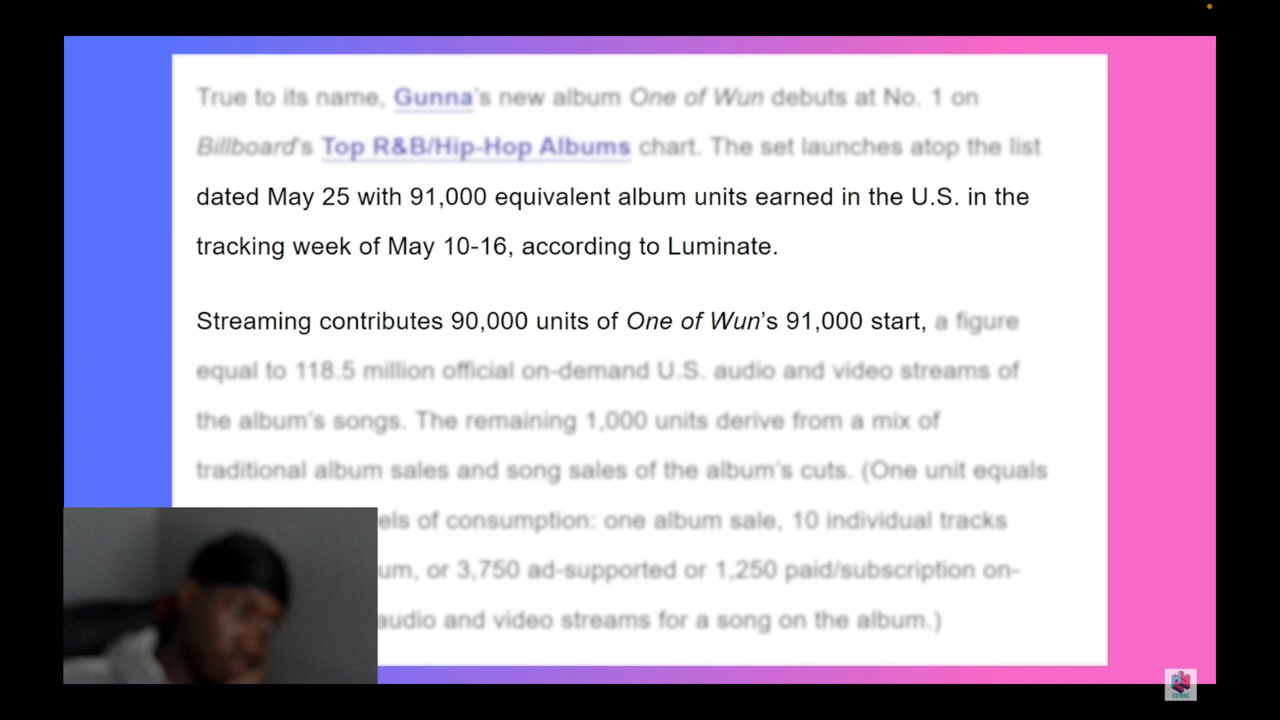 True to its name, Gunna's new album One of Wun debuts at No. 1 on
Billboard's Top R&B/Hip-Hop Albums chart. The set launches atop the list
dated May 25 with 91,000 equivalent album units earned in the U.S. in the
tracking week of May 10-16, according to Luminate.
Streaming contributes 90,000 units of One of Wun’s 91,000 start, a figure
equal to 118.5 million official on-demand U.S. audio and video streams of
the album's songs. The remaining 1,000 units derive from a mix of
traditional album sales and song sales of the album's cuts. (One unit equals
els of consumption: one album sale, 10 individual tracks
um, or 3,750 ad-supported or 1,250 paid/subscription on-
audio and video streams for a song on the album.)